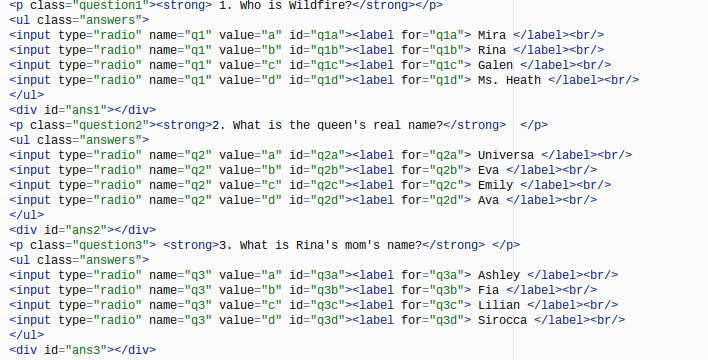 <p class="question1"><strong> 1. Who is Wildfire?</strong></p>
<ul class="answers">
<input type="radio" name="q1" value="a" id="q1a"><label for="q1a"> Mira </label><br/>
<input type="radio" name="q1" value="b" id="q1b"><label for="q1b"> Rina </label><br/>
<input type="radio" name="q1" value="c" id="q1c"><label for="q1c"> Galen </label><br/>
<input type="radio" name="q1" value="d" id="q1d"><label for="q1d"> Ms. Heath </label><br/>
</ul>
<div id="ans1"></div>
<p class="question2"><strong>2. What is the queen's real name?</strong>  </p>
<ul class="answers">
<input type="radio" name="q2" value="a" id="q2a"><label for="q2a"> Universa </label><br/>
<input type="radio" name="q2" value="b" id="q2b"><label for="q2b"> Eva </label><br/>
<input type="radio" name="q2" value="c" id="q2c"><label for="q2c"> Emily </label><br/>
<input type="radio" name="q2" value="d" id="q2d"><label for="q2d"> Ava </label><br/>
</ul>
<div id="ans2"></div>
<p class="question3"> <strong>3. What is Rina's mom's name?</strong> </p>
<ul class="answers">
<input type="radio" name="q3" value="a" id="q3a"><label for="q3a"> Ashley </label><br/>
<input type="radio" name="q3" value="b" id="q3b"><label for="q3b"> Fia </label><br/>
<input type="radio" name="q3" value="c" id="q3c"><label for="q3c"> Lilian </label><br/>
<input type="radio" name="q3" value="d" id="q3d"><label for="q3d"> Sirocca </label><br/>
</ul>
<div id="ans3"></div>